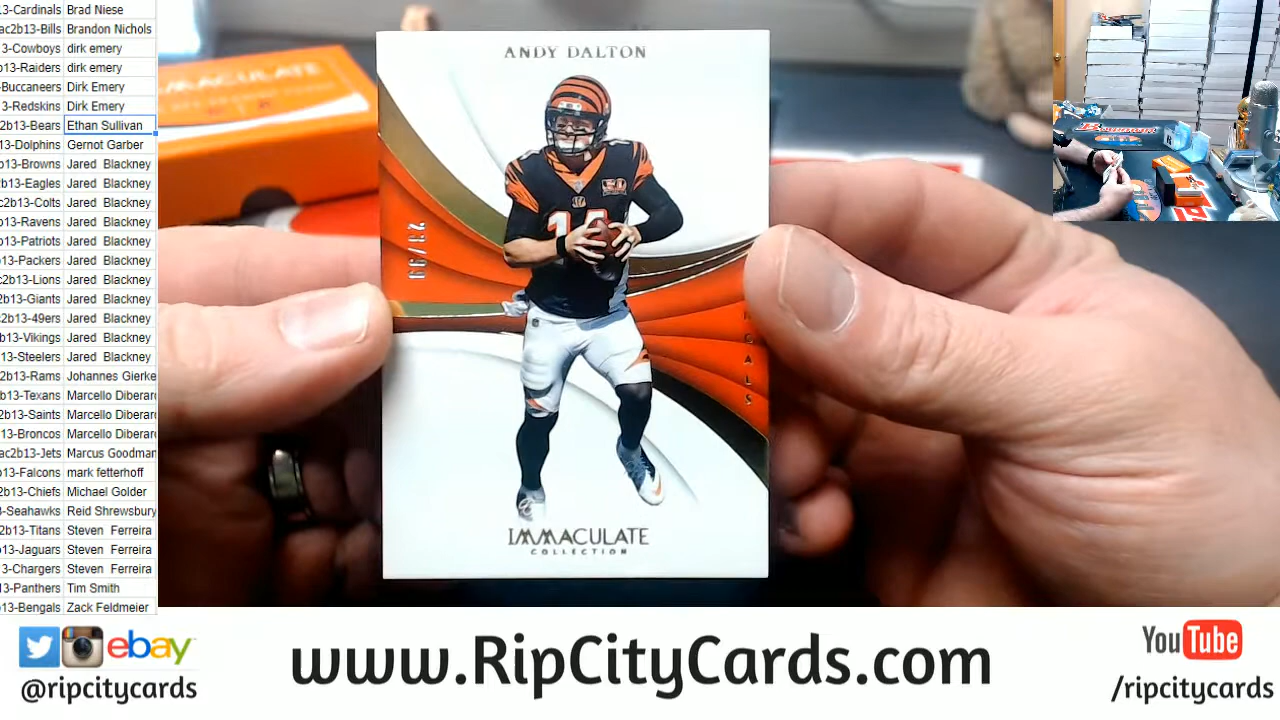 3-Cardinals Brad Niese
ac2b13-Bills Brandon Nichols
3-Cowboys dirk emery
b13-Raiders dirk emery
-Buccaneers Dirk Emery
3-Redskins Dirk Emery
2b13-Bears Ethan Sullivan
13-Dolphins Gernot Garber
b13-Browns Jared Blackney
b13-Eagles Jared Blackney
c2b13-Colts Jared Blackney
13-Ravens Jared Blackney
13-Patriots Jared Blackney
13-Packers Jared Blackney
c2b13-Lions Jared Blackney
2b13-Giants Jared Blackney
c2b13-49ers Jared Blackney
b13-Vikings Jared Blackney
13-Steelers Jared Blackney
2b13-Rams Johannes Gierke
b13-Texans Marcello Diberar
2b13-Saints Marcello Diberar
13-Broncos Marcello Diberar
ac2b13-Jets Marcus Goodman
b13-Falcons mark fetterhoff
2b13-Chiefs Michael Golder
-Seahawks Reid Shrewsbury
2b13-Titans Steven Ferreira
13-Jaguars Steven Ferreira
-Chargers Steven Ferreira
13-Panthers Tim Smith
13-Bengals Zack Feldmeier
IMMACULATE
ANDY DALTON
14
IMMACULATE
COLLECTION
ebay
@ripcitycards
www.RipCityCards.com
YouTube
/ripcitycards